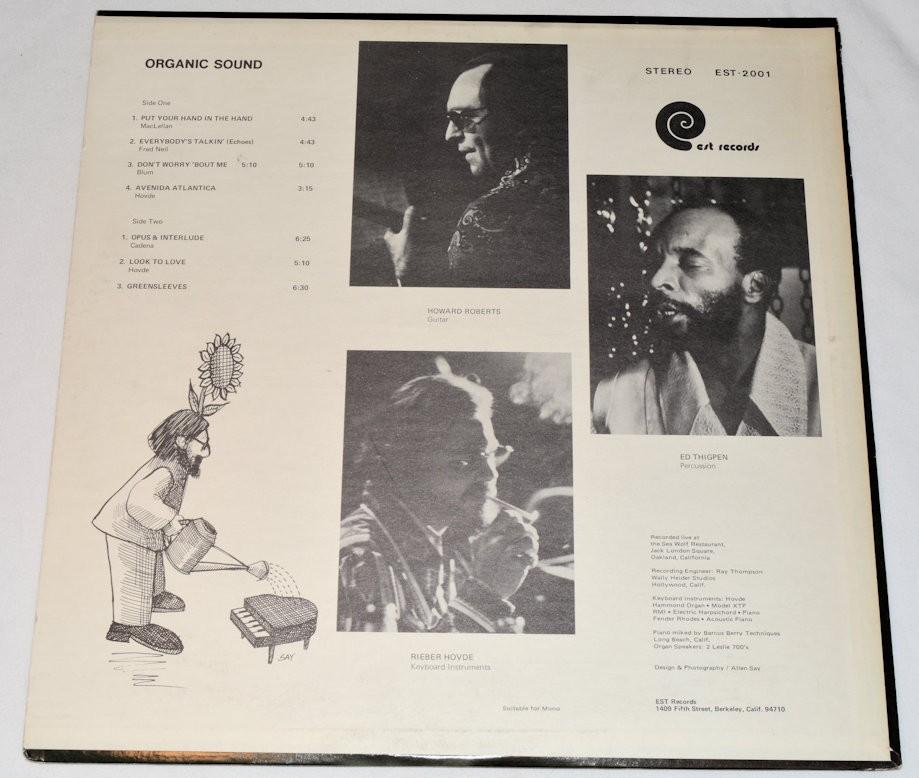 ORGANIC SOUND
Side One
1. PUT YOUR HAND IN THE HAND 4:43
MacLellan
2. EVERYBODY'S TALKIN' (Echoes) 4:43
Fred Neil
3. DON'T WORRY 'BOUT ME 5:10 5:10
Blum
4. AVENIDA ATLANTICA 3:15
Hovde
Side Two
1. OPUS & INTERLUDE 6:25
Cadena
2. LOOK TO LOVE 5:10
Hovde
3. GREENSLEEVES 6:30
SAY
HOWARD ROBERTS
Guitar
RIEBER HOVDE
Keyboard Instruments
Suitable for Mono
STEREO EST-2001
est records
ED THIGPEN
Percussion
Recorded live at
the Sea Wolf Restaurant,
Jack London Square,
Oakland, California
Recording Engineer: Ray Thompson
Wally Heider Studios
Hollywood, Calif.
Keyboard Instruments: Hovde
Hammond Organ • Model XTP
RMI • Electric Harpsichord • Piano
Fender Rhodes • Acoustic Piano
Piano miked by Barcus Berry Techniques
Long Beach, Calif.
Organ Speakers: 2 Leslie 700's
Design & Photography / Allen Say
EST Records
1409 Fifth Street, Berkeley, Calif. 94710